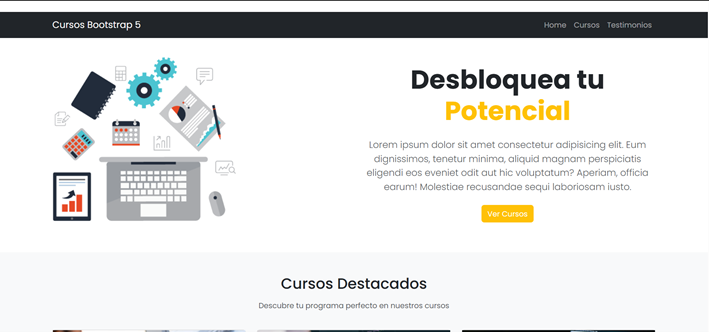 Cursos Bootstrap 5
Home Cursos Testimonios
Desbloquea tu
Potencial
Lorem ipsum dolor sit amet consectetur adipisicing elit. Eum
dignissimos, tenetur minima, aliquid magnam perspiciatis
eligendi eos eveniet odit aut hic voluptatum? Aperiam, officia
earum! Molestiae recusandae sequi laboriosam iusto.
Ver Cursos
Cursos Destacados
Descubre tu programa perfecto en nuestros cursos